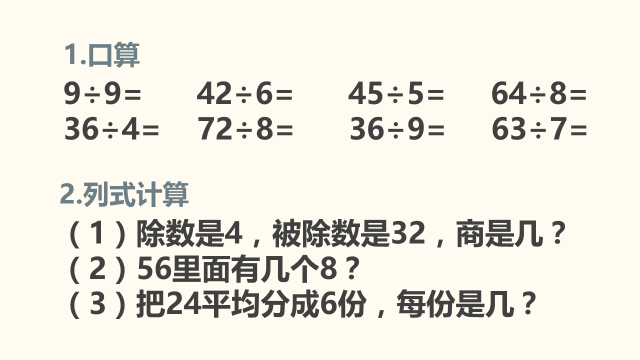 1.口算
9÷9= 42÷6= 45÷5= 64÷8=
36÷4= 72÷8= 36÷9= 63÷7=
2.列式计算
（1）除数是4，被除数是32，商是几？
（2）56里面有几个8？
（3）把24平均分成6份，每份是几？